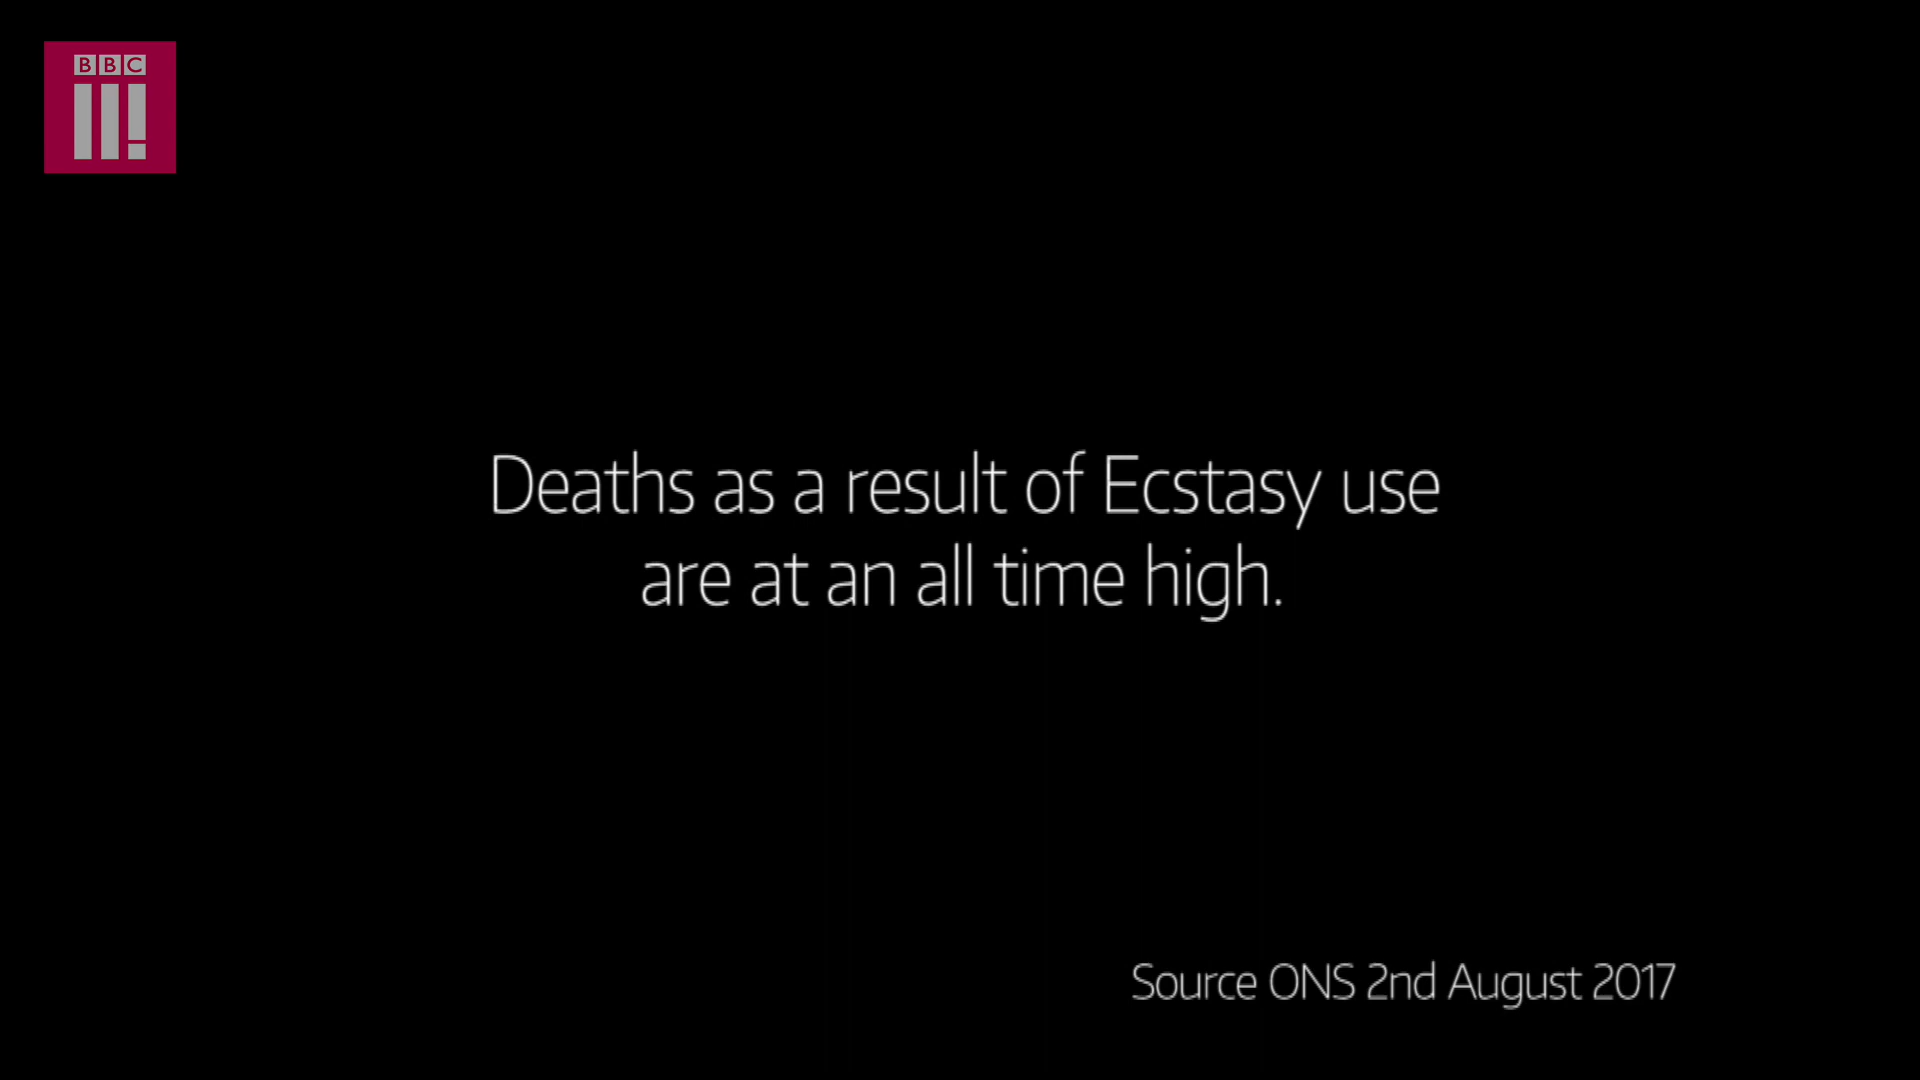 BBC
Deaths as a result of Ecstasy use
are at an all time high.
Source ONS 2nd August 2017